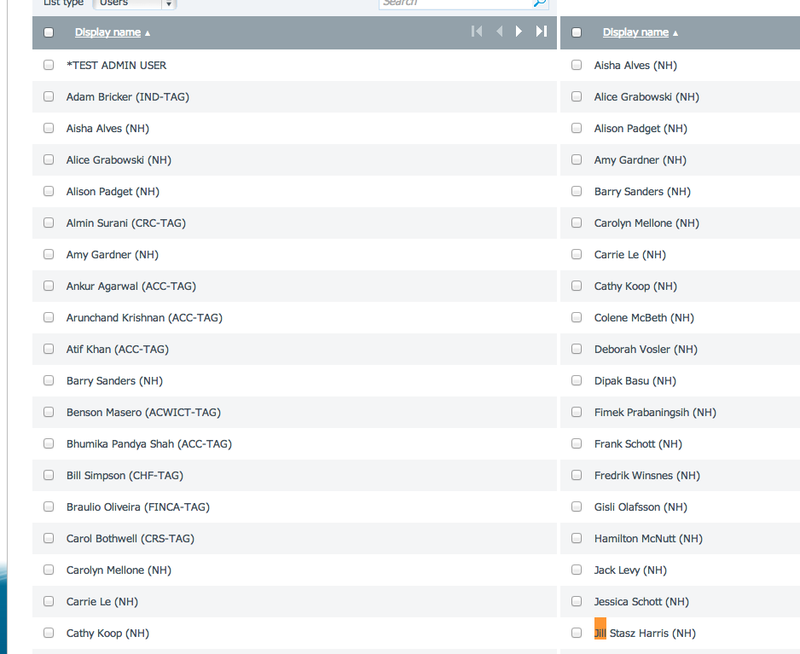 List type Users Search
Display name ▲
*TEST ADMIN USER
Adam Bricker (IND-TAG)
Aisha Alves (NH)
Alice Grabowski (NH)
Alison Padget (NH)
Almin Surani (CRC-TAG)
Amy Gardner (NH)
Ankur Agarwal (ACC-TAG)
Arunchand Krishnan (ACC-TAG)
Atif Khan (ACC-TAG)
Barry Sanders (NH)
Benson Masero (ACWICT-TAG)
Bhumika Pandya Shah (ACC-TAG)
Bill Simpson (CHF-TAG)
Braulio Oliveira (FINCA-TAG)
Carol Bothwell (CRS-TAG)
Carolyn Mellone (NH)
Carrie Le (NH)
Cathy Koop (NH)
Display name ▲
Aisha Alves (NH)
Alice Grabowski (NH)
Alison Padget (NH)
Amy Gardner (NH)
Barry Sanders (NH)
Carolyn Mellone (NH)
Carrie Le (NH)
Cathy Koop (NH)
Colene McBeth (NH)
Deborah Vosler (NH)
Dipak Basu (NH)
Fimek Prabaningsih (NH)
Frank Schott (NH)
Fredrik Winsnes (NH)
Gisli Olafsson (NH)
Hamilton McNutt (NH)
Jack Levy (NH)
Jessica Schott (NH)
Jill Stasz Harris (NH)